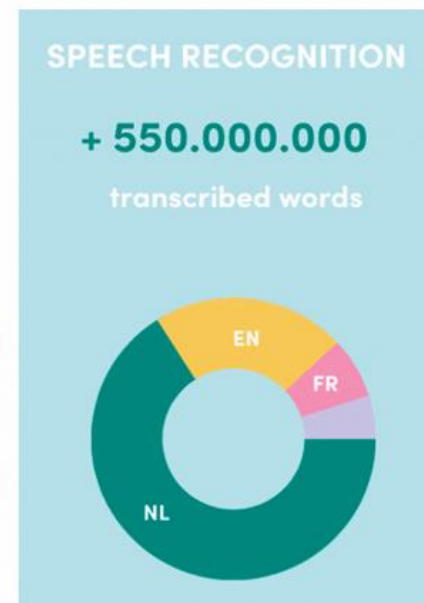 SPEECH RECOGNITION
+ 550.000.000
transcribed words
EN
FR
NL